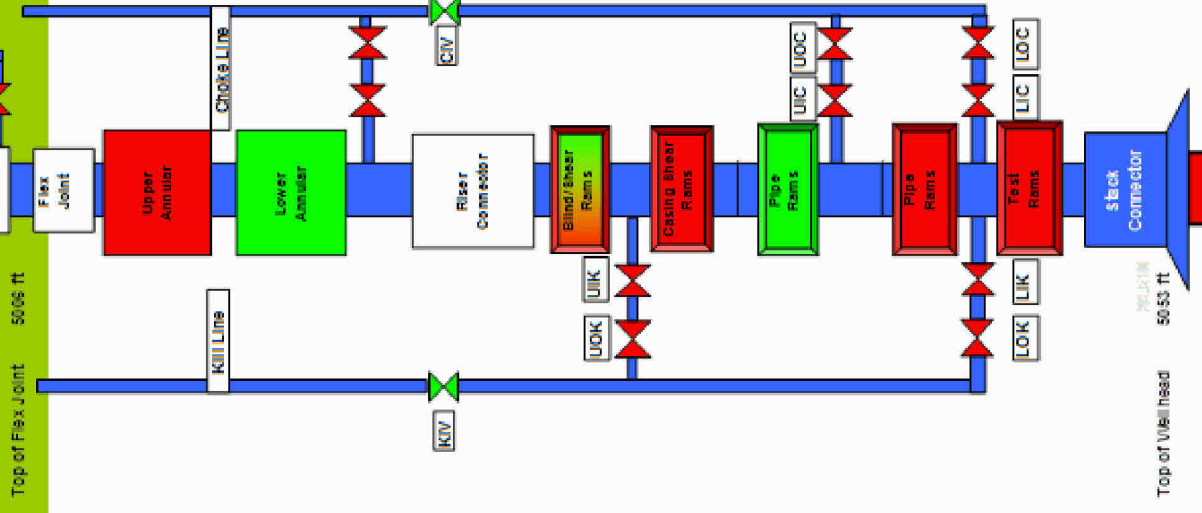 Choke Line
CIV
UOC
UIC
LOC
LIC
Flex
Joint
Upper
Annular
Lower
Annular
Riser
Connector
Blind/Shear
Rams
Casing Shear
Rams
Pipe
Rams
Pipe
Rams
Test
Rams
Stack
Connector
UIK
UOK
LIK
LOK
Kill Line
KIV
Top of Flex Joint 5006 ft
Top of Wellhead 5053 ft